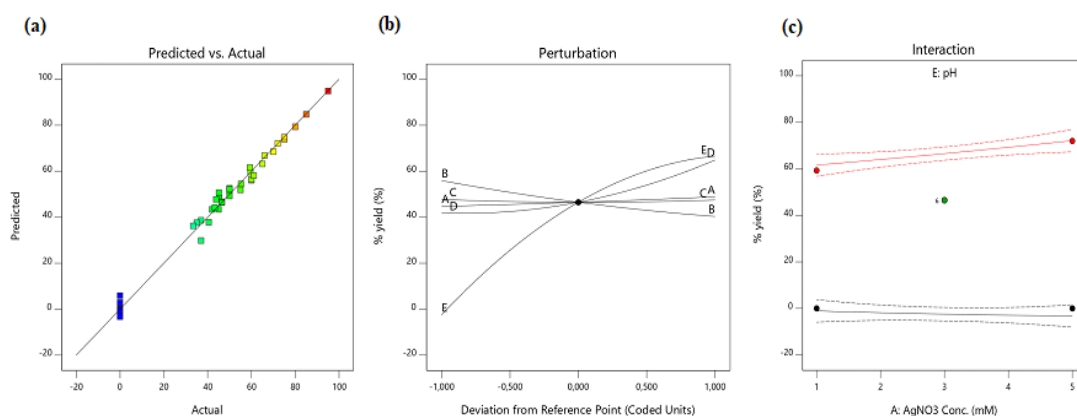 (a)
Predicted vs. Actual
Predicted
100
80
60
40
20
0
-20
-20 0 20 40 60 80 100
Actual
(b)
Perturbation
% yield (%)
100
80
60
40
20
0
-20
B
C
A
D
E
E D
A
C
B
-1,000 -0,500 0,000 0,500 1,000
Deviation from Reference Point (Coded Units)
(c)
Interaction
E: pH
% yield (%)
100
80
60
40
20
0
-20
6
1 2 3 4 5
A: AgNO3 Conc. (mM)